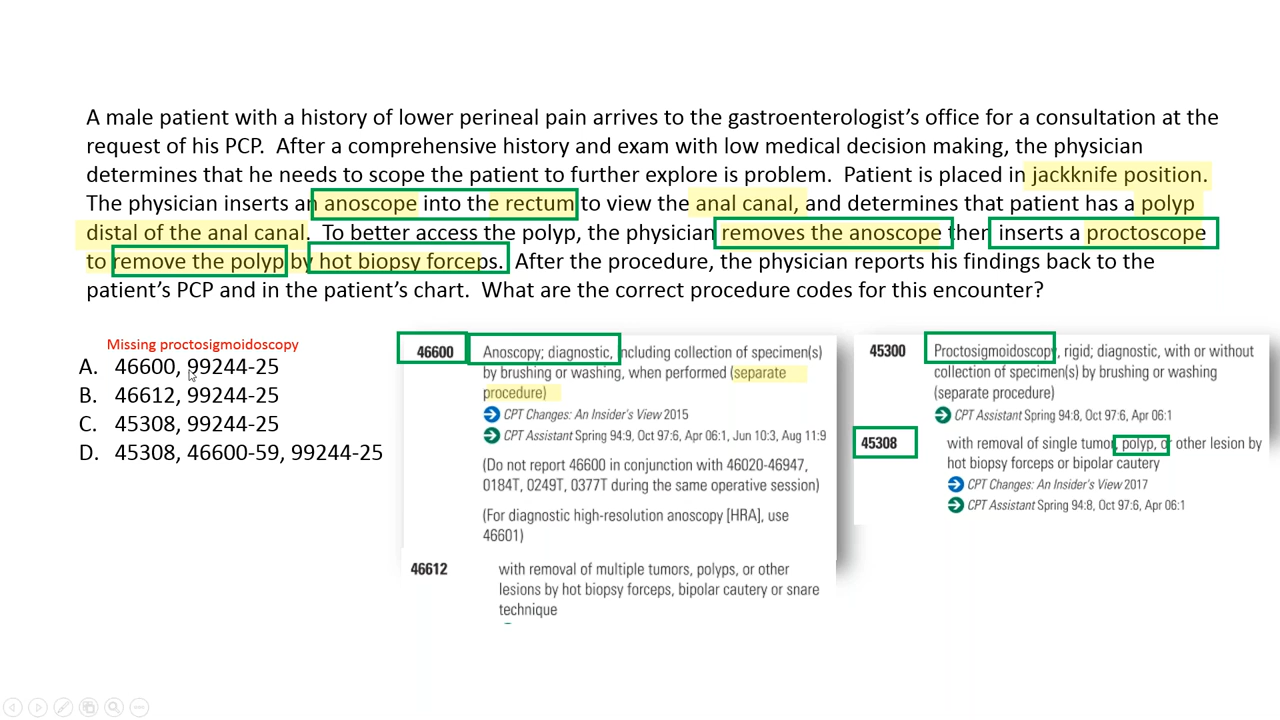 A male patient with a history of lower perineal pain arrives to the gastroenterologist's office for a consultation at the
request of his PCP. After a comprehensive history and exam with low medical decision making, the physician
determines that he needs to scope the patient to further explore is problem. Patient is placed in jackknife position.
The physician inserts an anoscope into the rectum to view the anal canal, and determines that patient has a polyp
distal of the anal canal. To better access the polyp, the physician removes the anoscope then inserts a proctoscope
to remove the polyp by hot biopsy forceps. After the procedure, the physician reports his findings back to the
patient's PCP and in the patient's chart. What are the correct procedure codes for this encounter?
Missing proctosigmoidoscopy
A. 46600, 99244-25
B. 46612, 99244-25
C. 45308, 99244-25
D. 45308, 46600-59, 99244-25
46600 Anoscopy; diagnostic, including collection of specimen(s)
by brushing or washing, when performed (separate
procedure)
CPT Changes: An Insider's View 2015
CPT Assistant Spring 94:9, Oct 97:6, Apr 06:1, Jun 10:3, Aug 11:9
(Do not report 46600 in conjunction with 46020-46947,
0184T, 0249T, 0377T during the same operative session)
(For diagnostic high-resolution anoscopy [HRA], use
46601)
46612 with removal of multiple tumors, polyps, or other
lesions by hot biopsy forceps, bipolar cautery or snare
technique
45300 Proctosigmoidoscopy, rigid; diagnostic, with or without
collection of specimen(s) by brushing or washing
(separate procedure)
CPT Assistant Spring 94:8, Oct 97:6, Apr 06:1
45308 with removal of single tumor, polyp, or other lesion by
hot biopsy forceps or bipolar cautery
CPT Changes: An Insider's View 2017
CPT Assistant Spring 94:8, Oct 97:6, Apr 06:1